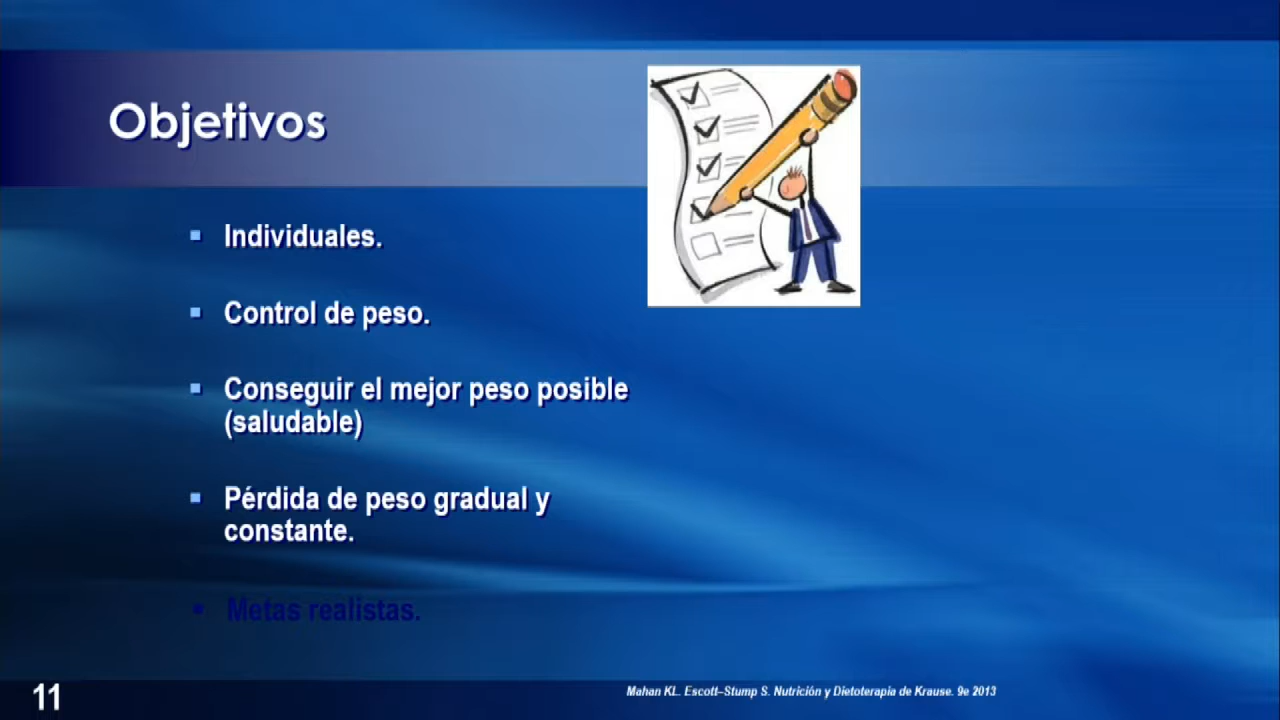 Objetivos
Individuales.
Control de peso.
Conseguir el mejor peso posible
(saludable)
Pérdida de peso gradual y
constante.
Metas realistas.
11
Mahan KL. Escott–Stump S. Nutrición y Dietoterapia de Krause. 9e 2013